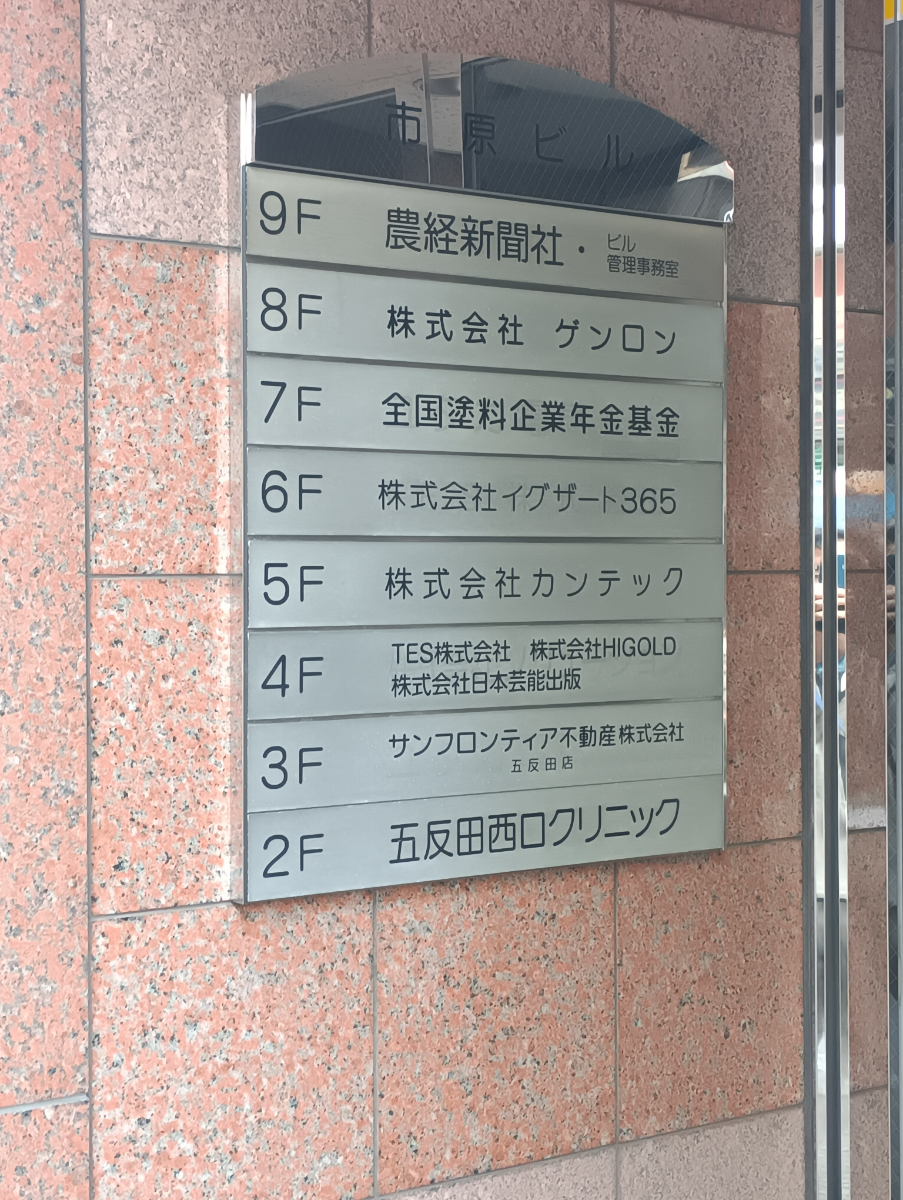 市原ビル
9F 農経新聞社・ビル管理事務室
8F 株式会社 ゲンロン
7F 全国塗料企業年金基金
6F 株式会社イグザート365
5F 株式会社カンテック
4F TES株式会社 株式会社HIGOLD
株式会社日本芸能出版
3F サンフロンティア不動産株式会社
五反田店
2F 五反田西口クリニック